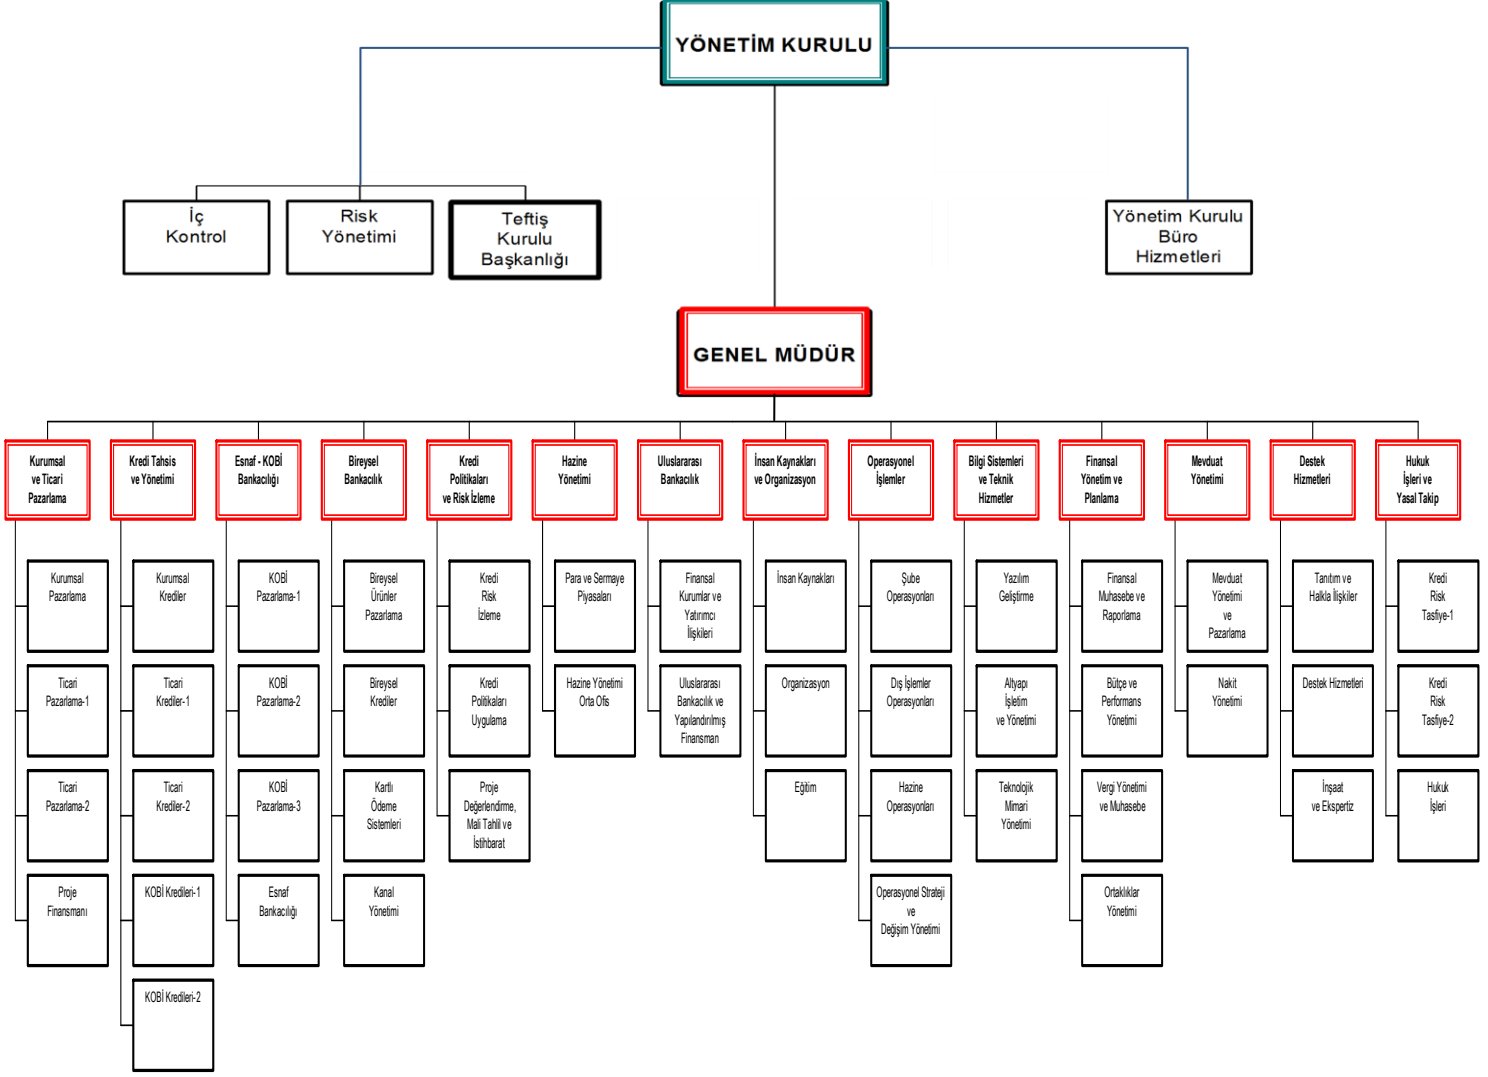 YÖNETİM KURULU
İç
Kontrol
Risk
Yönetimi
Teftiş
Kurulu
Başkanlığı
Yönetim Kurulu
Büro
Hizmetleri
GENEL MÜDÜR
Kurumsal
ve Ticari
Pazarlama
Kredi Tahsis
ve Yönetimi
Esnaf - KOBİ
Bankacılığı
Bireysel
Bankacılık
Kredi
Politikaları
ve Risk İzleme
Hazine
Yönetimi
Uluslararası
Bankacılık
İnsan Kaynakları
ve Organizasyon
Operasyonel
İşlemler
Bilgi Sistemleri
ve Teknik
Hizmetler
Finansal
Yönetim ve
Planlama
Mevduat
Yönetimi
Destek
Hizmetleri
Hukuk
İşleri ve
Yasal Takip
Kurumsal
Pazarlama
Kurumsal
Krediler
KOBİ
Pazarlama-1
Bireysel
Ürünler
Pazarlama
Kredi
Risk
İzleme
Para ve Sermaye
Piyasaları
Finansal
Kurumlar ve
Yatırımcı
İlişkileri
İnsan Kaynakları
Şube
Operasyonları
Yazılım
Geliştirme
Finansal
Muhasebe ve
Raporlama
Mevduat
Yönetimi
ve
Pazarlama
Tanıtım ve
Halkla İlişkiler
Kredi
Risk
Tasfiye-1
Ticari
Pazarlama-1
Ticari
Krediler-1
KOBİ
Pazarlama-2
Bireysel
Krediler
Kredi
Politikaları
Uygulama
Hazine Yönetimi
Orta Ofis
Uluslararası
Bankacılık ve
Yapılandırılmış
Finansman
Organizasyon
Dış İşlemler
Operasyonları
Altyapı
İşletim
ve Yönetimi
Bütçe ve
Performans
Yönetimi
Nakit
Yönetimi
Destek Hizmetleri
Kredi
Risk
Tasfiye-2
Ticari
Pazarlama-2
Ticari
Krediler-2
KOBİ
Pazarlama-3
Kartlı
Ödeme
Sistemleri
Proje
Değerlendirme,
Mali Tahlil ve
İstihbarat
Eğitim
Hazine
Operasyonları
Teknolojik
Mimari
Yönetimi
Vergi Yönetimi
ve Muhasebe
İnşaat
ve Ekspertiz
Hukuk
İşleri
Proje
Finansmanı
KOBİ Kredileri-1
Esnaf
Bankacılığı
Kanal
Yönetimi
Operasyonel Strateji
ve
Değişim Yönetimi
Ortaklıklar
Yönetimi
KOBİ Kredileri-2